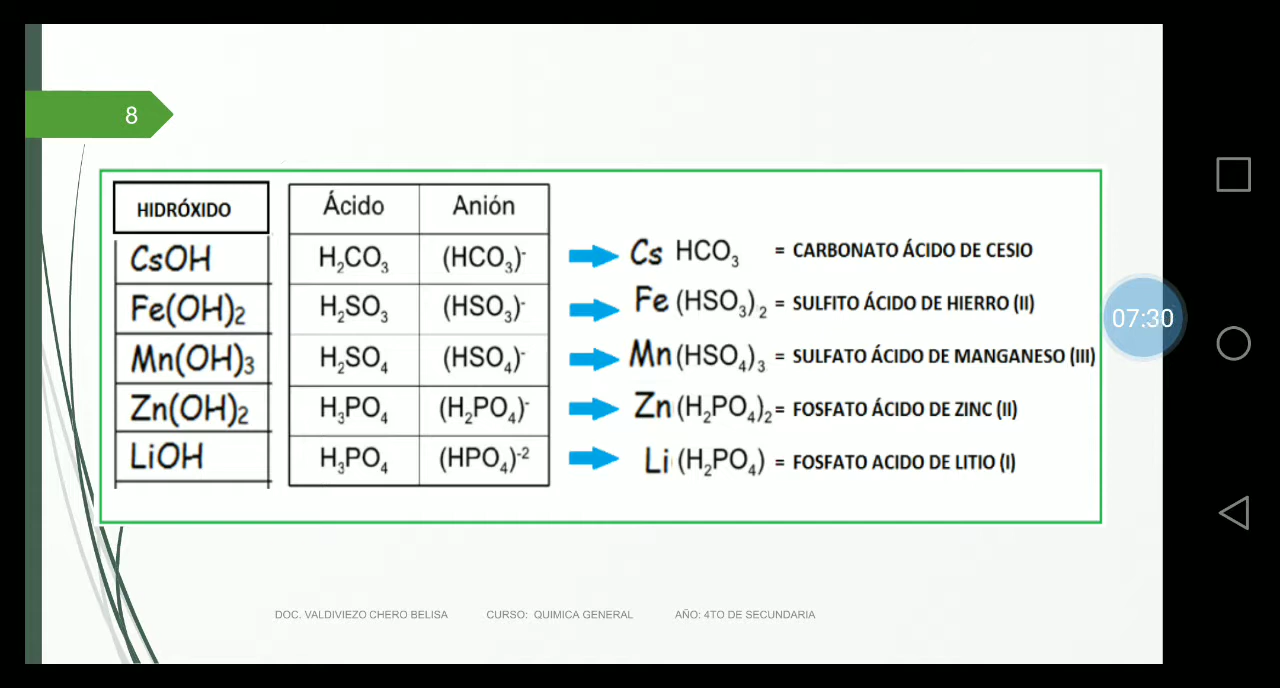 8
HIDRÓXIDO Ácido Anión
CsOH H₂CO₃ (HCO₃)⁻ Cs HCO₃ = CARBONATO ÁCIDO DE CESIO
Fe(OH)₂ H₂SO₃ (HSO₃)⁻ Fe (HSO₃)₂ = SULFITO ÁCIDO DE HIERRO (II)
07:30
Mn(OH)₃ H₂SO₄ (HSO₄)⁻ Mn (HSO₄)₃ = SULFATO ÁCIDO DE MANGANESO (III)
Zn(OH)₂ H₃PO₄ (H₂PO₄)⁻ Zn (H₂PO₄)₂ = FOSFATO ÁCIDO DE ZINC (II)
LiOH H₃PO₄ (HPO₄)⁻² Li (H₂PO₄) = FOSFATO ACIDO DE LITIO (I)
DOC. VALDIVIEZO CHERO BELISA CURSO: QUIMICA GENERAL AÑO: 4TO DE SECUNDARIA